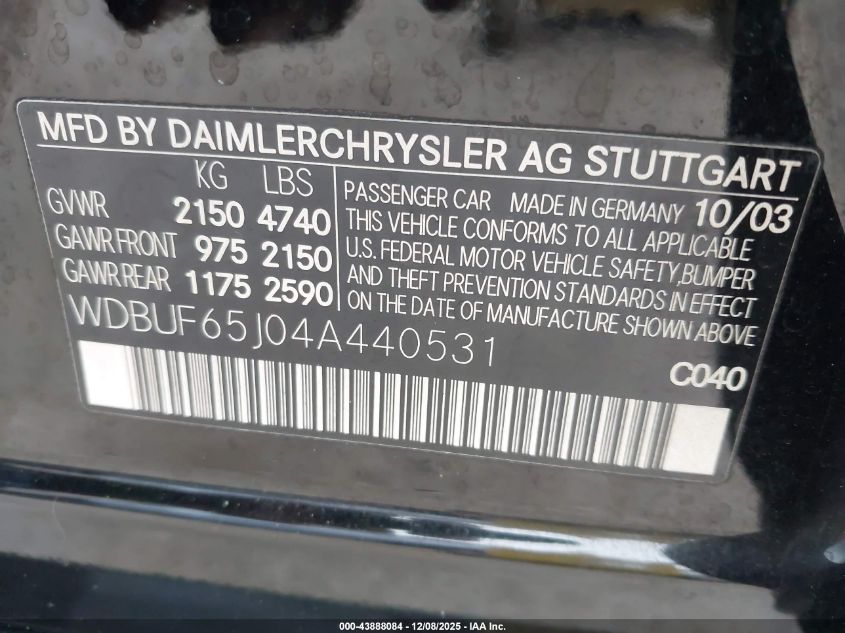 MFD BY DAIMLERCHRYSLER AG STUTTGART
KG LBS
GVWR 2150 4740
GAWR FRONT 975 2150
GAWR REAR 1175 2590
PASSENGER CAR MADE IN GERMANY 10/03
THIS VEHICLE CONFORMS TO ALL APPLICABLE
U.S. FEDERAL MOTOR VEHICLE SAFETY,BUMPER
AND THEFT PREVENTION STANDARDS IN EFFECT
ON THE DATE OF MANUFACTURE SHOWN ABOVE
WDBUF65J04A440531
C040
000-43888084 | 12/08/2025 - IAA Inc.